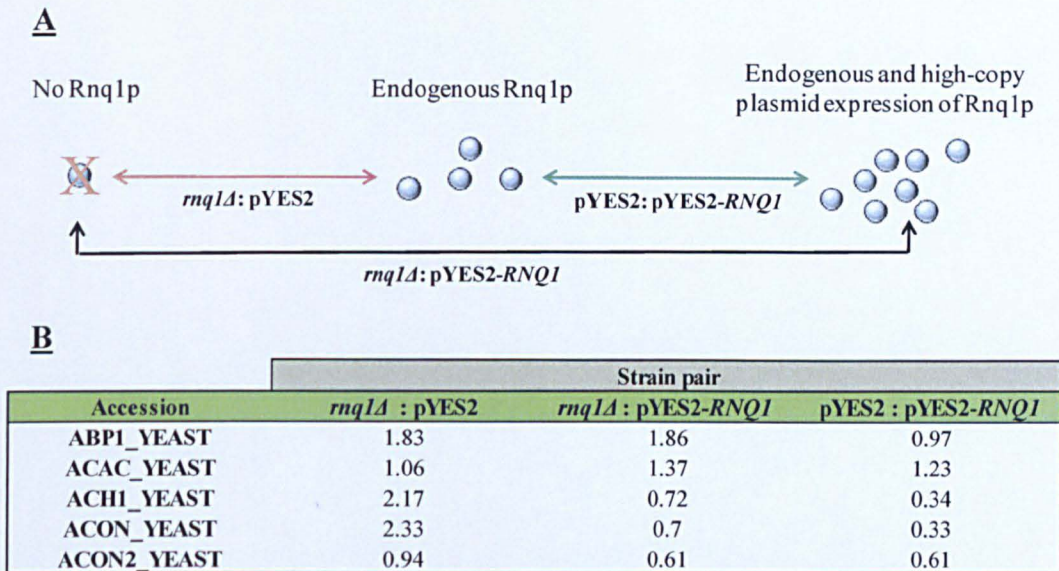 A
No Rnq1p
Endogenous Rnq1p
Endogenous and high-copy
plasmid expression of Rnq1p
X
rnq1Δ: pYES2
pYES2: pYES2-RNQ1
rnq1Δ: pYES2-RNQ1
B
Strain pair
Accession rnq1Δ : pYES2 rnq1Δ : pYES2-RNQ1 pYES2 : pYES2-RNQ1
ABP1_YEAST 1.83 1.86 0.97
ACAC_YEAST 1.06 1.37 1.23
ACH1_YEAST 2.17 0.72 0.34
ACON_YEAST 2.33 0.7 0.33
ACON2_YEAST 0.94 0.61 0.61